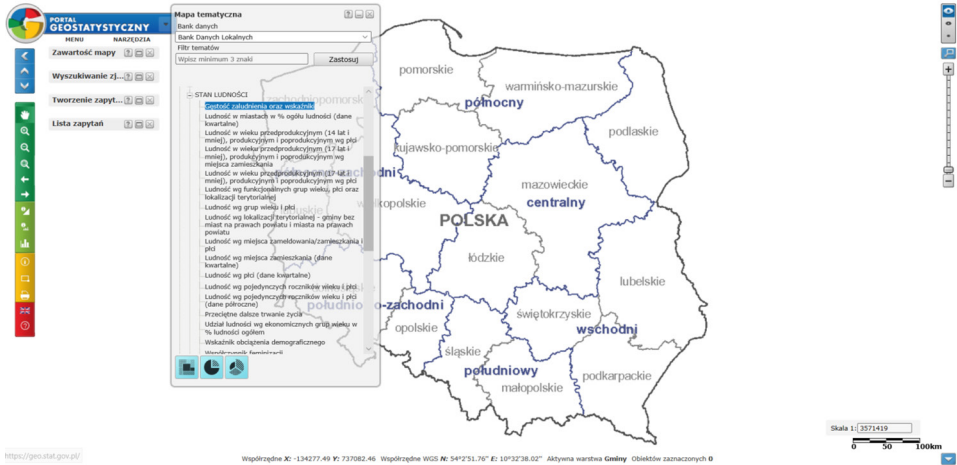 PORTAL
GEOSTATYSTYCZNY
MENU NARZĘDZIA
Zawartość mapy
Wyszukiwanie zj...
Tworzenie zapyt...
Lista zapytań
Mapa tematyczna
Bank danych
Bank Danych Lokalnych
Filtr tematów
Wpisz minimum 3 znaki
Zastosuj
STAN LUDNOŚCI
Gęstość zaludnienia oraz wskaźniki
Ludność w miastach w % ogółu ludności (dane
kwartalne)
Ludność w wieku przedprodukcyjnym (14 lat i
mniej), produkcyjnym i poprodukcyjnym wg płci
Ludność w wieku przedprodukcyjnym (17 lat i
mniej), produkcyjnym i poprodukcyjnym wg
miejsca zamieszkania
Ludność w wieku przedprodukcyjnym (17 lat i
mniej), produkcyjnym i poprodukcyjnym wg płci
Ludność wg funkcjonalnych grup wieku, płci oraz
lokalizacji terytorialnej
Ludność wg grup wieku i płci
Ludność wg lokalizacji terytorialnej - gminy bez
miast na prawach powiatu i miasta na prawach
powiatu
Ludność wg miejsca zameldowania/zamieszkania i
płci
Ludność wg miejsca zamieszkania (dane
kwartalne)
Ludność wg płci (dane kwartalne)
Ludność wg pojedynczych roczników wieku i płci
Ludność wg pojedynczych roczników wieku i płci
(dane półroczne)
Przeciętne dalsze trwanie życia
Udział ludności wg ekonomicznych grup wieku w
% ludności ogółem
Wskaźnik obciążenia demograficznego
Współczynnik feminizacji
pomorskie
zachodniopomorskie
warmińsko-mazurskie
północny
podlaskie
kujawsko-pomorskie
mazowieckie
centralny
wielkopolskie
POLSKA
łódzkie
lubelskie
południowo-zachodni
świętokrzyskie
opolskie
wschodni
śląskie
południowy
podkarpackie
małopolskie
Skala 1: 3571419
0 50 100km
https://geo.stat.gov.pl/
Współrzędne X: -134277.49 Y: 737082.46 Współrzędne WGS N: 54°2'51.76" E: 10°32'38.02" Aktywna warstwa Gminy Obiektów zaznaczonych 0